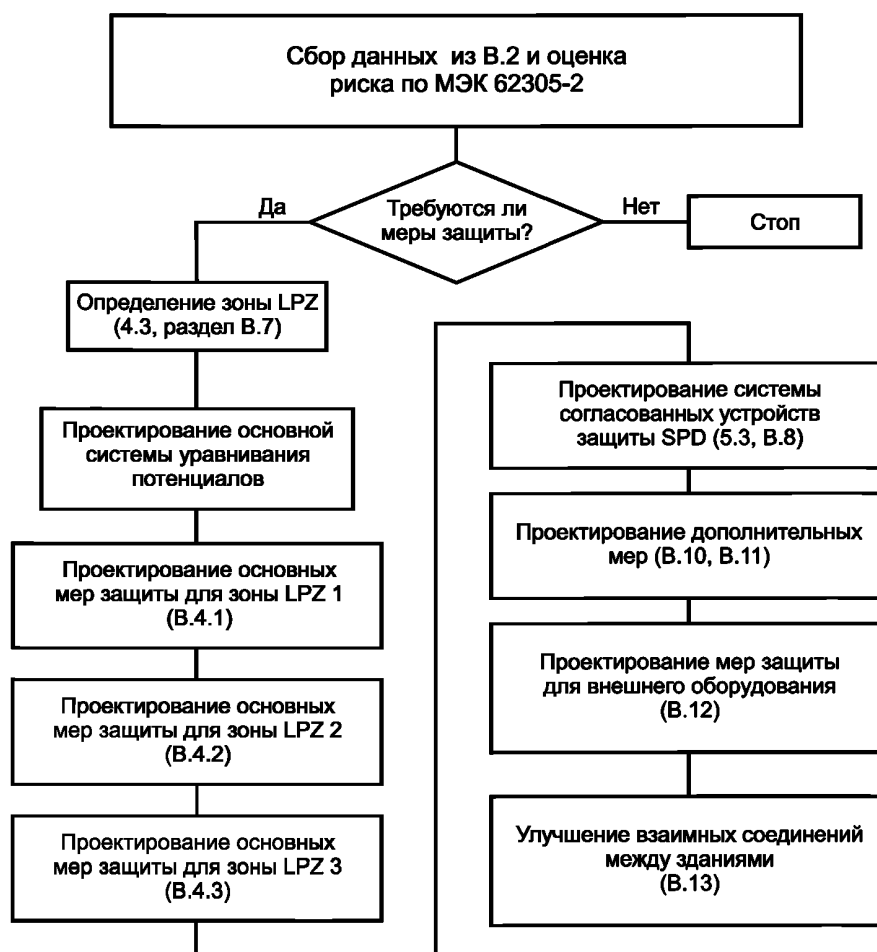 Сбор данных из В.2 и оценка
риска по МЭК 62305-2
Да
Требуются ли
меры защиты?
Нет
Стоп
Определение зоны LPZ
(4.3, раздел В.7)
Проектирование основной
системы уравнивания
потенциалов
Проектирование основных
мер защиты для зоны LPZ 1
(В.4.1)
Проектирование основных
мер защиты для зоны LPZ 2
(В.4.2)
Проектирование основных
мер защиты для зоны LPZ 3
(В.4.3)
Проектирование системы
согласованных устройств
защиты SPD (5.3, В.8)
Проектирование дополнительных
мер (В.10, В.11)
Проектирование мер защиты
для внешнего оборудования
(В.12)
Улучшение взаимных соединений
между зданиями
(В.13)